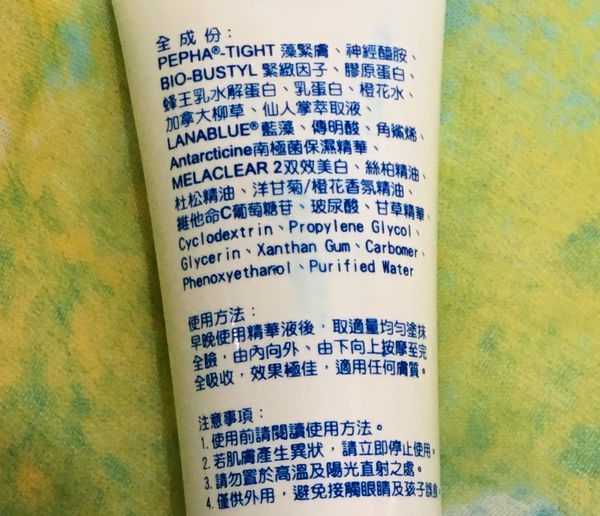 全成份：
PEPHA®-TIGHT 藻緊膚、神經醯胺、
BIO-BUSTYL 緊緻因子、膠原蛋白、
蜂王乳水解蛋白、乳蛋白、橙花水、
加拿大柳草、仙人掌萃取液、
LANABLUE®藍藻、傳明酸、角鯊烯、
Antarcticine南極菌保濕精華、
MELACLEAR 2双效美白、絲柏精油、
杜松精油、洋甘菊/橙花香氛精油、
維他命C葡萄糖苷、玻尿酸、甘草精華、
Cyclodextrin、Propylene Glycol、
Glycerin、Xanthan Gum、Carbomer、
Phenoxyethanol、Purified Water
使用方法：
早晚使用精華液後，取適量均勻塗抹
全臉，由內向外、由下向上按摩至完
全吸收，效果極佳，適用任何膚質。
注意事項：
1.使用前請閱讀使用方法。
2.若肌膚產生異狀，請立即停止使用。
3.請勿置於高溫及陽光直射之處。
4.僅供外用，避免接觸眼睛及孩子誤食